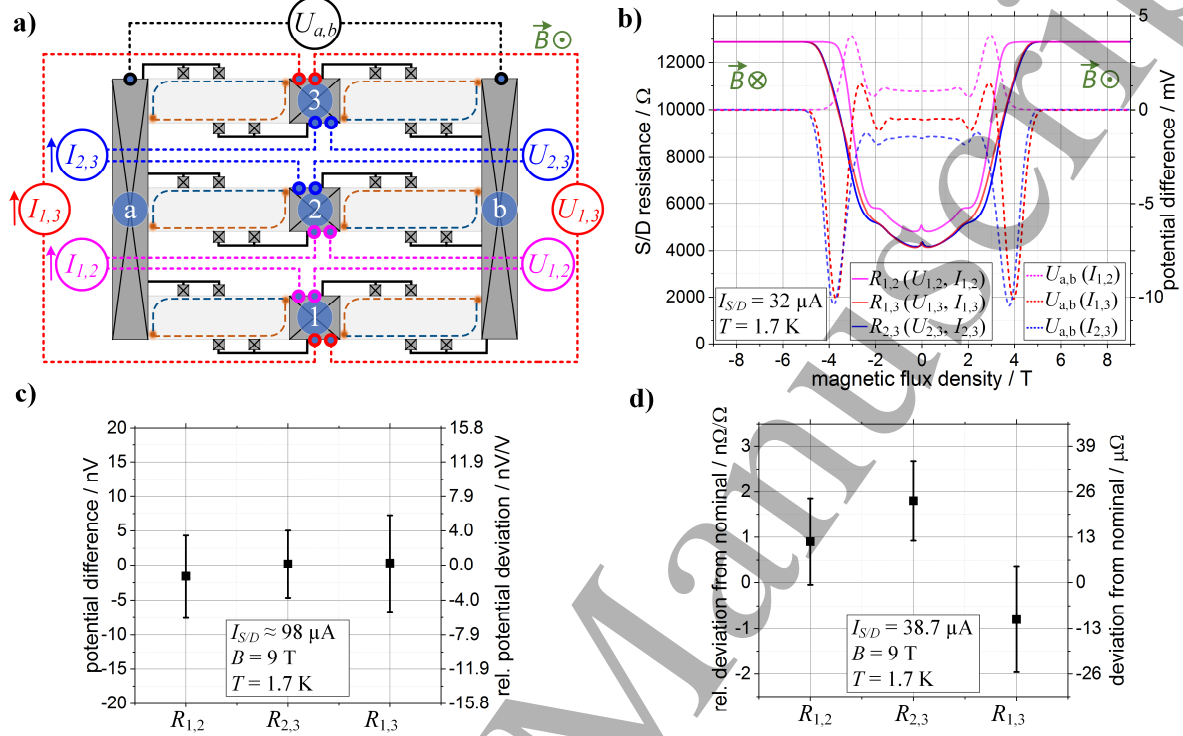 a)
U_{a,b}
B⃗⊙
3
I_{2,3}
U_{2,3}
I_{1,3}
a
2
b
U_{1,3}
I_{1,2}
U_{1,2}
1
b)
S/D resistance / Ω
12000
10000
8000
6000
4000
2000
0
B⃗⊗
B⃗⊙
5
0
-5
-10
potential difference / mV
I_{S/D} = 32 µA
T = 1.7 K
R_{1,2} (U_{1,2}, I_{1,2})
R_{1,3} (U_{1,3}, I_{1,3})
R_{2,3} (U_{2,3}, I_{2,3})
U_{a,b} (I_{1,2})
U_{a,b} (I_{1,3})
U_{a,b} (I_{2,3})
-8 -6 -4 -2 0 2 4 6 8
magnetic flux density / T
c)
potential difference / nV
20
15
10
5
0
-5
-10
-15
-20
15.8
11.9
7.9
4.0
0.0
-4.0
-7.9
-11.9
-15.8
rel. potential deviation / nV/V
I_{S/D} ≈ 98 µA
B = 9 T
T = 1.7 K
R_{1,2} R_{2,3} R_{1,3}
d)
rel. deviation from nominal / nΩ/Ω
3
2
1
0
-1
-2
39
26
13
0
-13
-26
deviation from nominal / µΩ
I_{S/D} = 38.7 µA
B = 9 T
T = 1.7 K
R_{1,2} R_{2,3} R_{1,3}
Manuscri